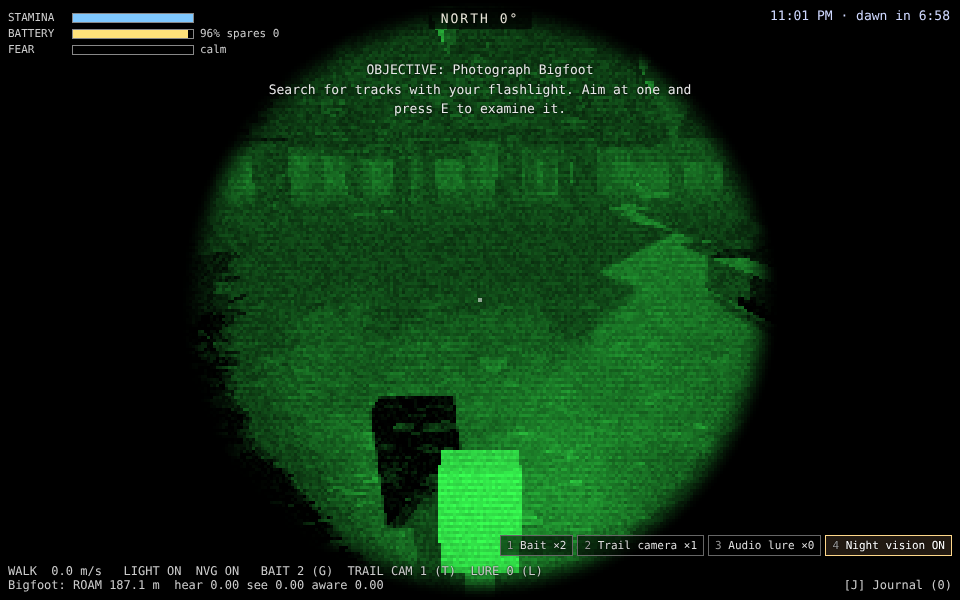 STAMINA
BATTERY 96% spares 0
FEAR calm
NORTH 0°
11:01 PM · dawn in 6:58
OBJECTIVE: Photograph Bigfoot
Search for tracks with your flashlight. Aim at one and
press E to examine it.
1 Bait ×2 2 Trail camera ×1 3 Audio lure ×0 4 Night vision ON
WALK 0.0 m/s LIGHT ON NVG ON BAIT 2 (G) TRAIL CAM 1 (T) LURE 0 (L)
Bigfoot: ROAM 187.1 m hear 0.00 see 0.00 aware 0.00
[J] Journal (0)